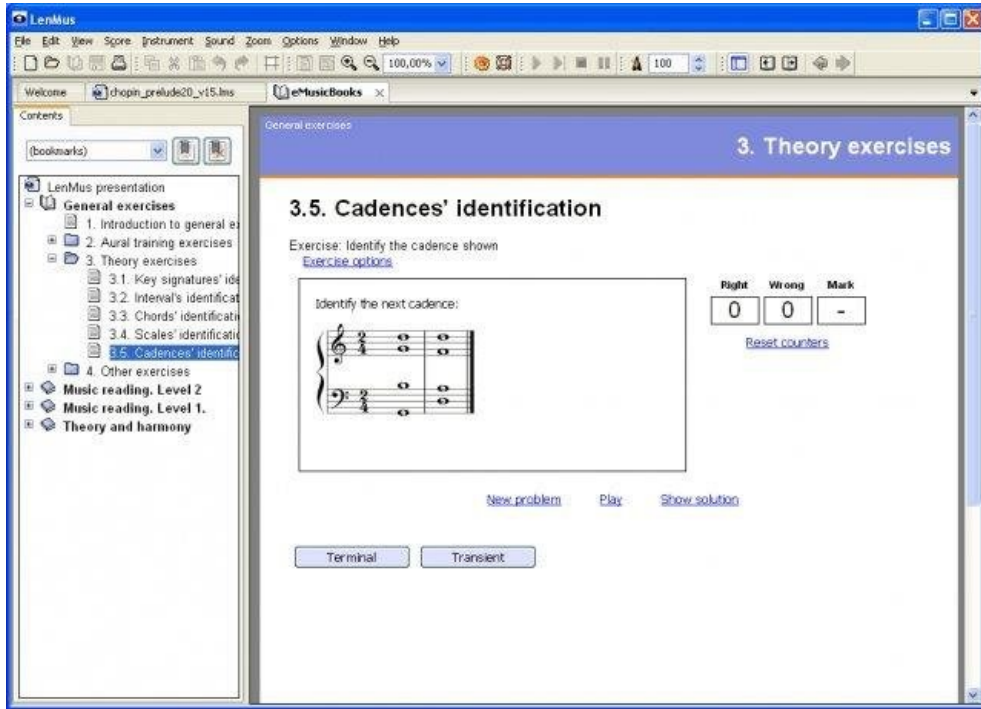 LenMus
File Edit View Score Instrument Sound Zoom Options Window Help
100,00% 100
Welcome chopin_prelude20_v15.lms eMusicBooks
Contents
(bookmarks)
LenMus presentation
General exercises
1. Introduction to general e
2. Aural training exercises
3. Theory exercises
3.1. Key signatures' ide
3.2. Interval's identificat
3.3. Chords' identificati
3.4. Scales' identificatio
3.5. Cadences' identific
4. Other exercises
Music reading. Level 2
Music reading. Level 1.
Theory and harmony
General exercises
3. Theory exercises
3.5. Cadences' identification
Exercise: Identify the cadence shown
Exercise options
Identify the next cadence:
2
4
2
4
Right Wrong Mark
0 0 -
Reset counters
New problem Play Show solution
Terminal Transient